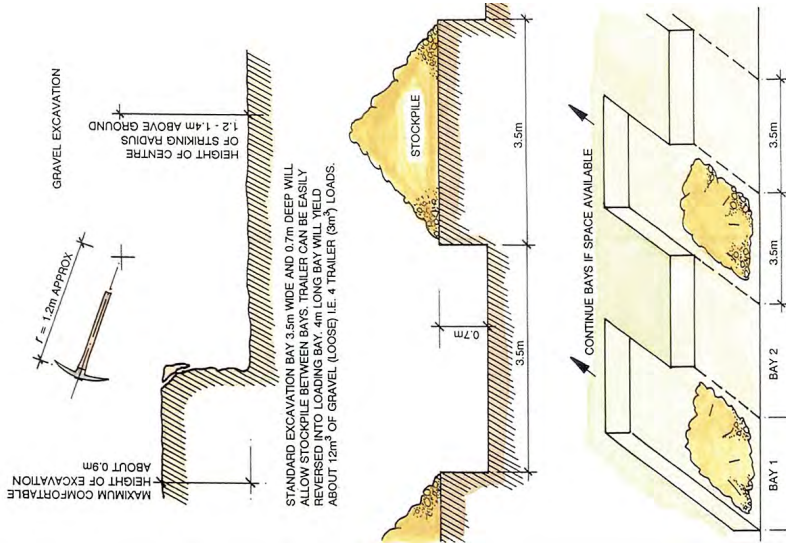 GRAVEL EXCAVATION
r = 1.2m APPROX
HEIGHT OF CENTRE
OF STRIKING RADIUS
1.2 - 1.4m ABOVE GROUND
MAXIMUM COMFORTABLE
HEIGHT OF EXCAVATION
ABOUT 0.9m
STANDARD EXCAVATION BAY 3.5m WIDE AND 0.7m DEEP WILL
ALLOW STOCKPILE BETWEEN BAYS. TRAILER CAN BE EASILY
REVERSED INTO LOADING BAY. 4m LONG BAY WILL YIELD
ABOUT 12m³ OF GRAVEL (LOOSE) I.E. 4 TRAILER (3m³) LOADS.
STOCKPILE
0.7m
3.5m
3.5m
CONTINUE BAYS IF SPACE AVAILABLE
BAY 1
BAY 2
3.5m
3.5m